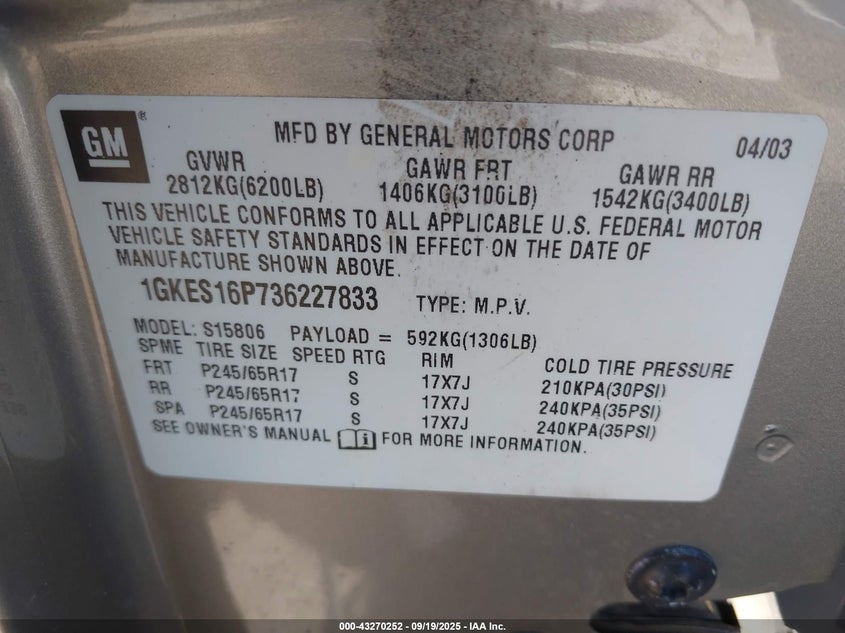 GM®
MFD BY GENERAL MOTORS CORP 04/03
GVWR GAWR FRT GAWR RR
2812KG(6200LB) 1406KG(3100LB) 1542KG(3400LB)
THIS VEHICLE CONFORMS TO ALL APPLICABLE U.S. FEDERAL MOTOR
VEHICLE SAFETY STANDARDS IN EFFECT ON THE DATE OF
MANUFACTURE SHOWN ABOVE.
1GKES16P736227833 TYPE: M.P.V.
MODEL: S15806 PAYLOAD = 592KG(1306LB)
SPME TIRE SIZE SPEED RTG RIM COLD TIRE PRESSURE
FRT P245/65R17 S 17X7J 210KPA(30PSI)
RR P245/65R17 S 17X7J 240KPA(35PSI)
SPA P245/65R17 S 17X7J 240KPA(35PSI)
SEE OWNER'S MANUAL i FOR MORE INFORMATION.
000-43270252 - 09/19/2025 - IAA Inc.